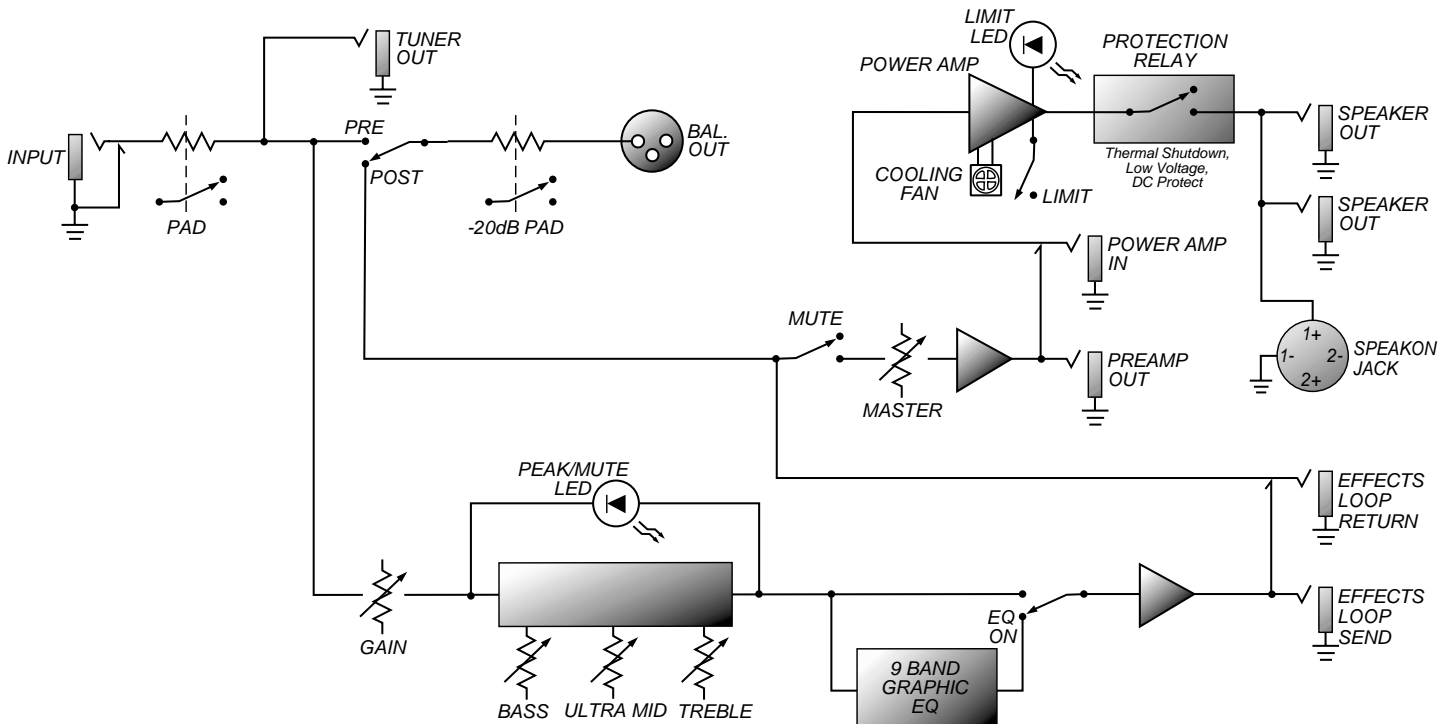 TUNER
OUT
LIMIT
LED
PROTECTION
RELAY
POWER AMP
INPUT
PRE
POST
BAL.
OUT
PAD
-20dB PAD
COOLING
FAN
LIMIT
Thermal Shutdown,
Low Voltage,
DC Protect
SPEAKER
OUT
SPEAKER
OUT
POWER AMP
IN
MUTE
MASTER
PREAMP
OUT
1+
1-
2-
2+
SPEAKON
JACK
PEAK/MUTE
LED
EFFECTS
LOOP
RETURN
GAIN
EQ
ON
EFFECTS
LOOP
SEND
9 BAND
GRAPHIC
EQ
BASS
ULTRA MID
TREBLE